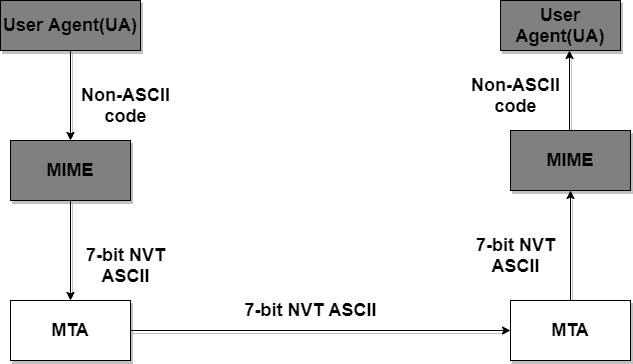 User Agent(UA)
Non-ASCII
code
MIME
7-bit NVT
ASCII
MTA
7-bit NVT ASCII
User
Agent(UA)
Non-ASCII
code
MIME
7-bit NVT
ASCII
MTA